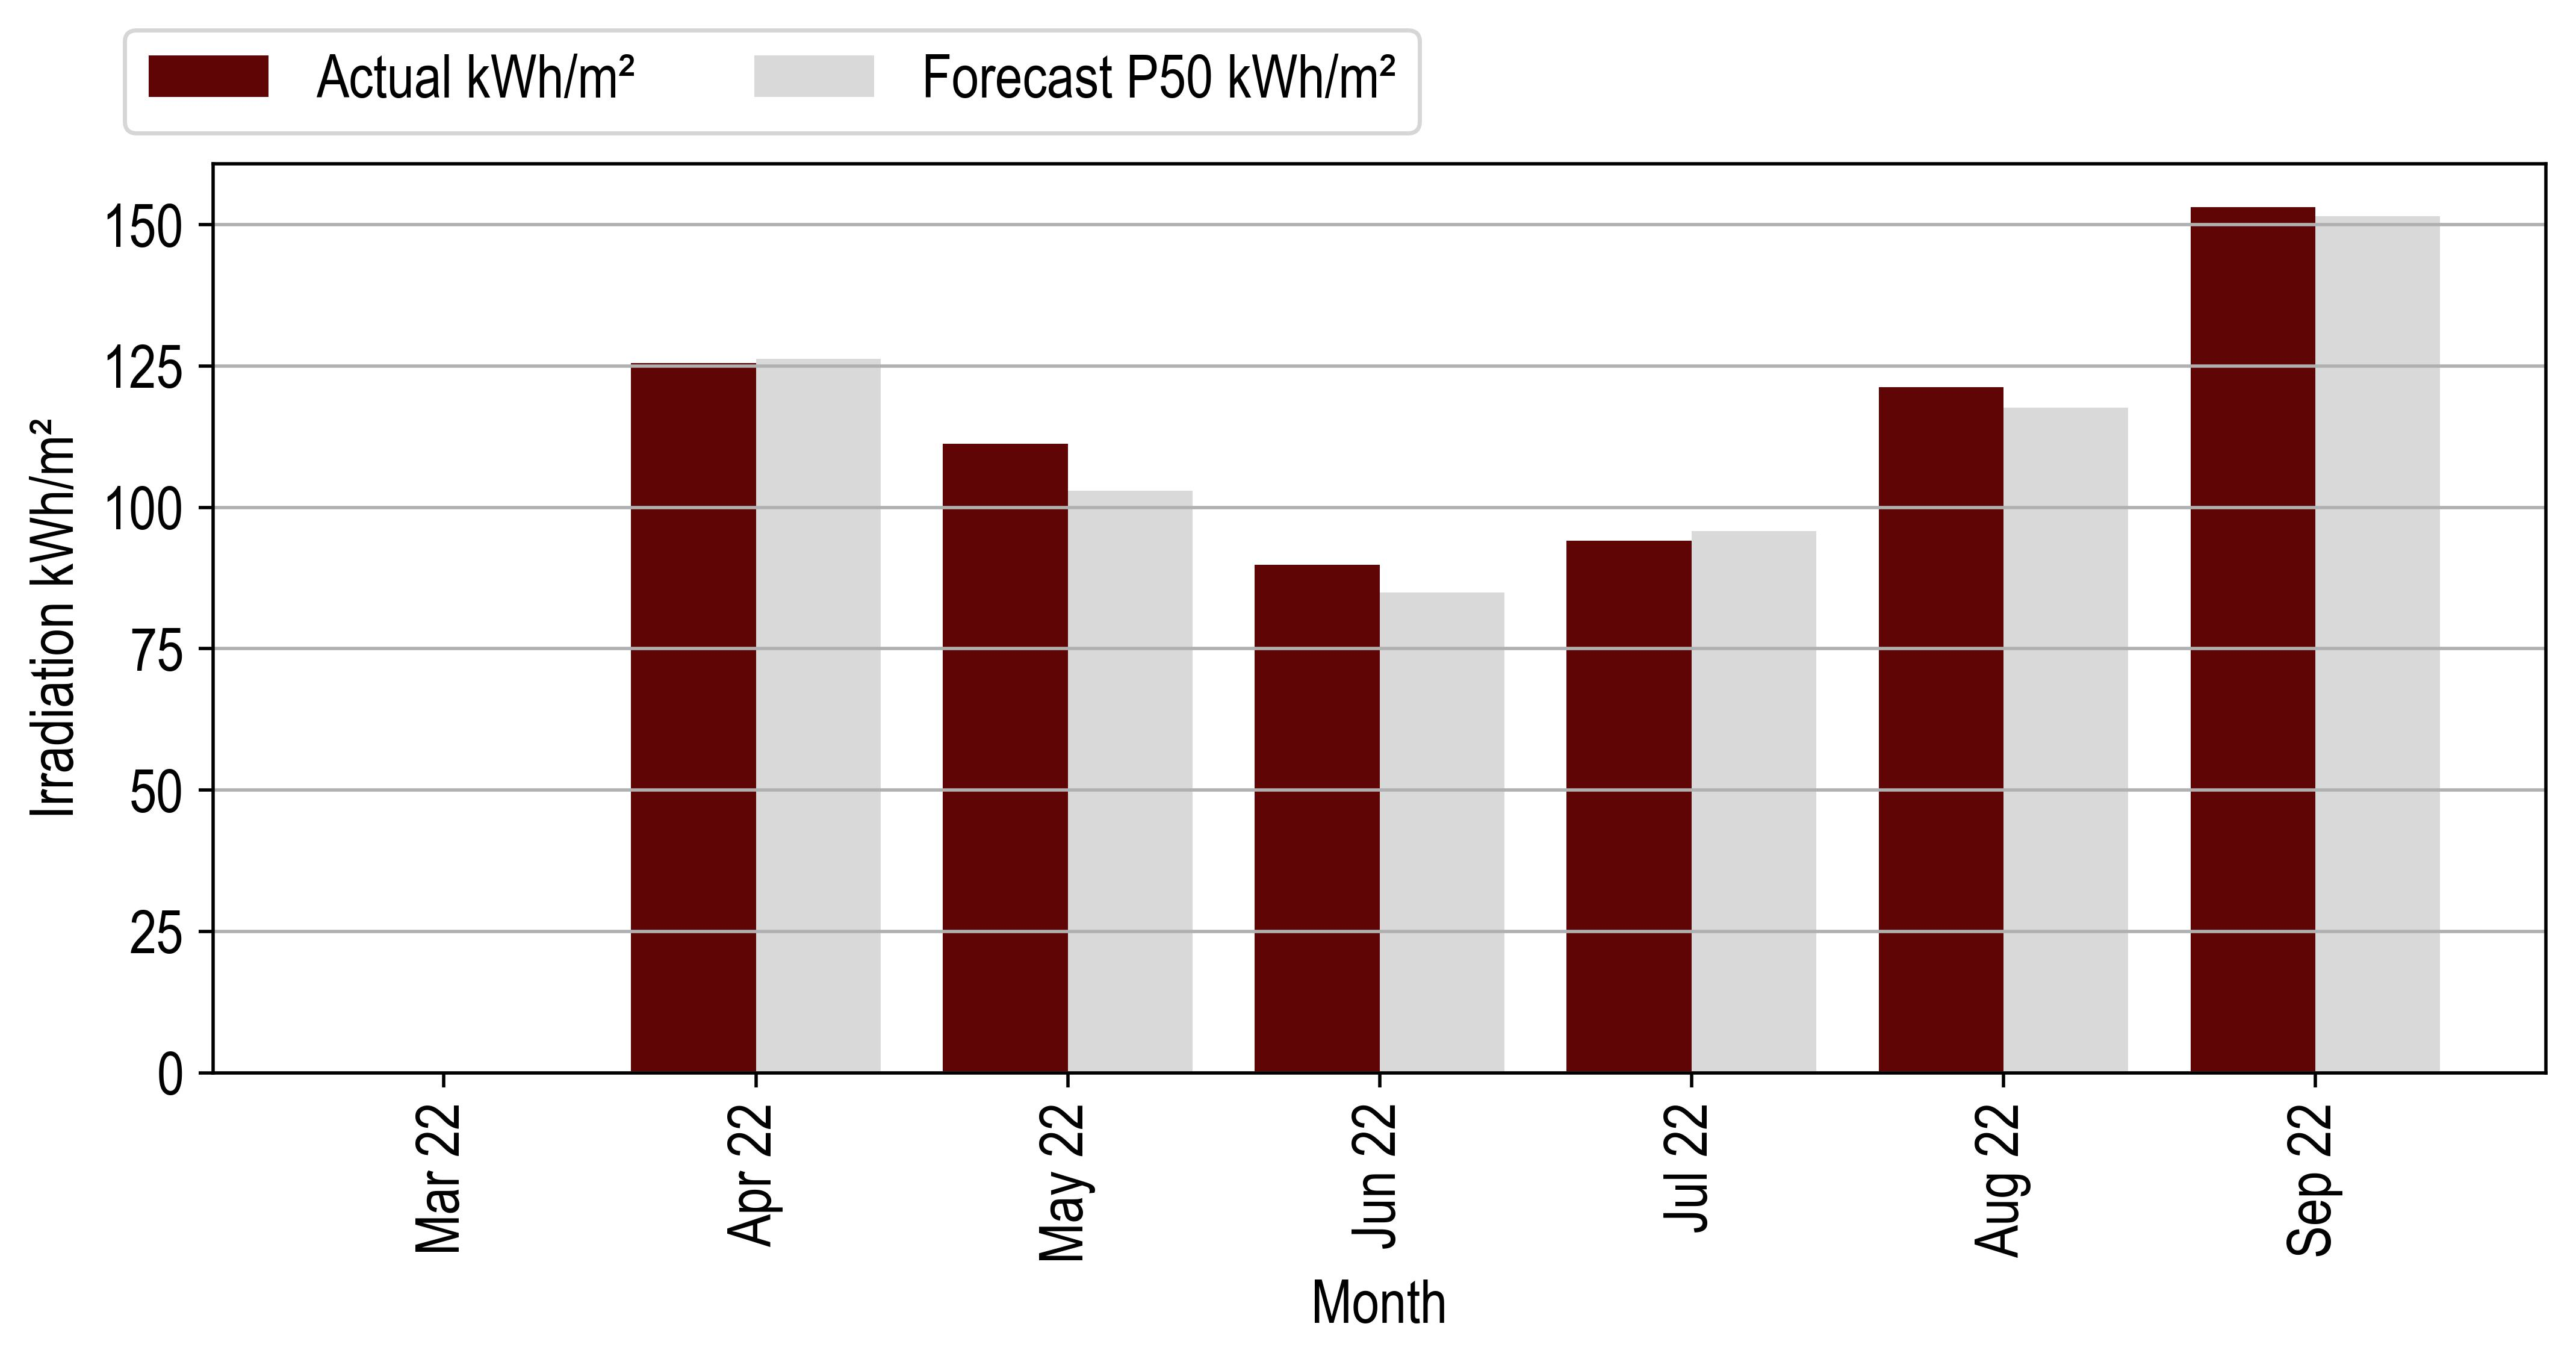 Actual kWh/m² Forecast P50 kWh/m²
150
125
100
75
50
25
0
Irradiation kWh/m²
Mar 22 Apr 22 May 22 Jun 22 Jul 22 Aug 22 Sep 22
Month